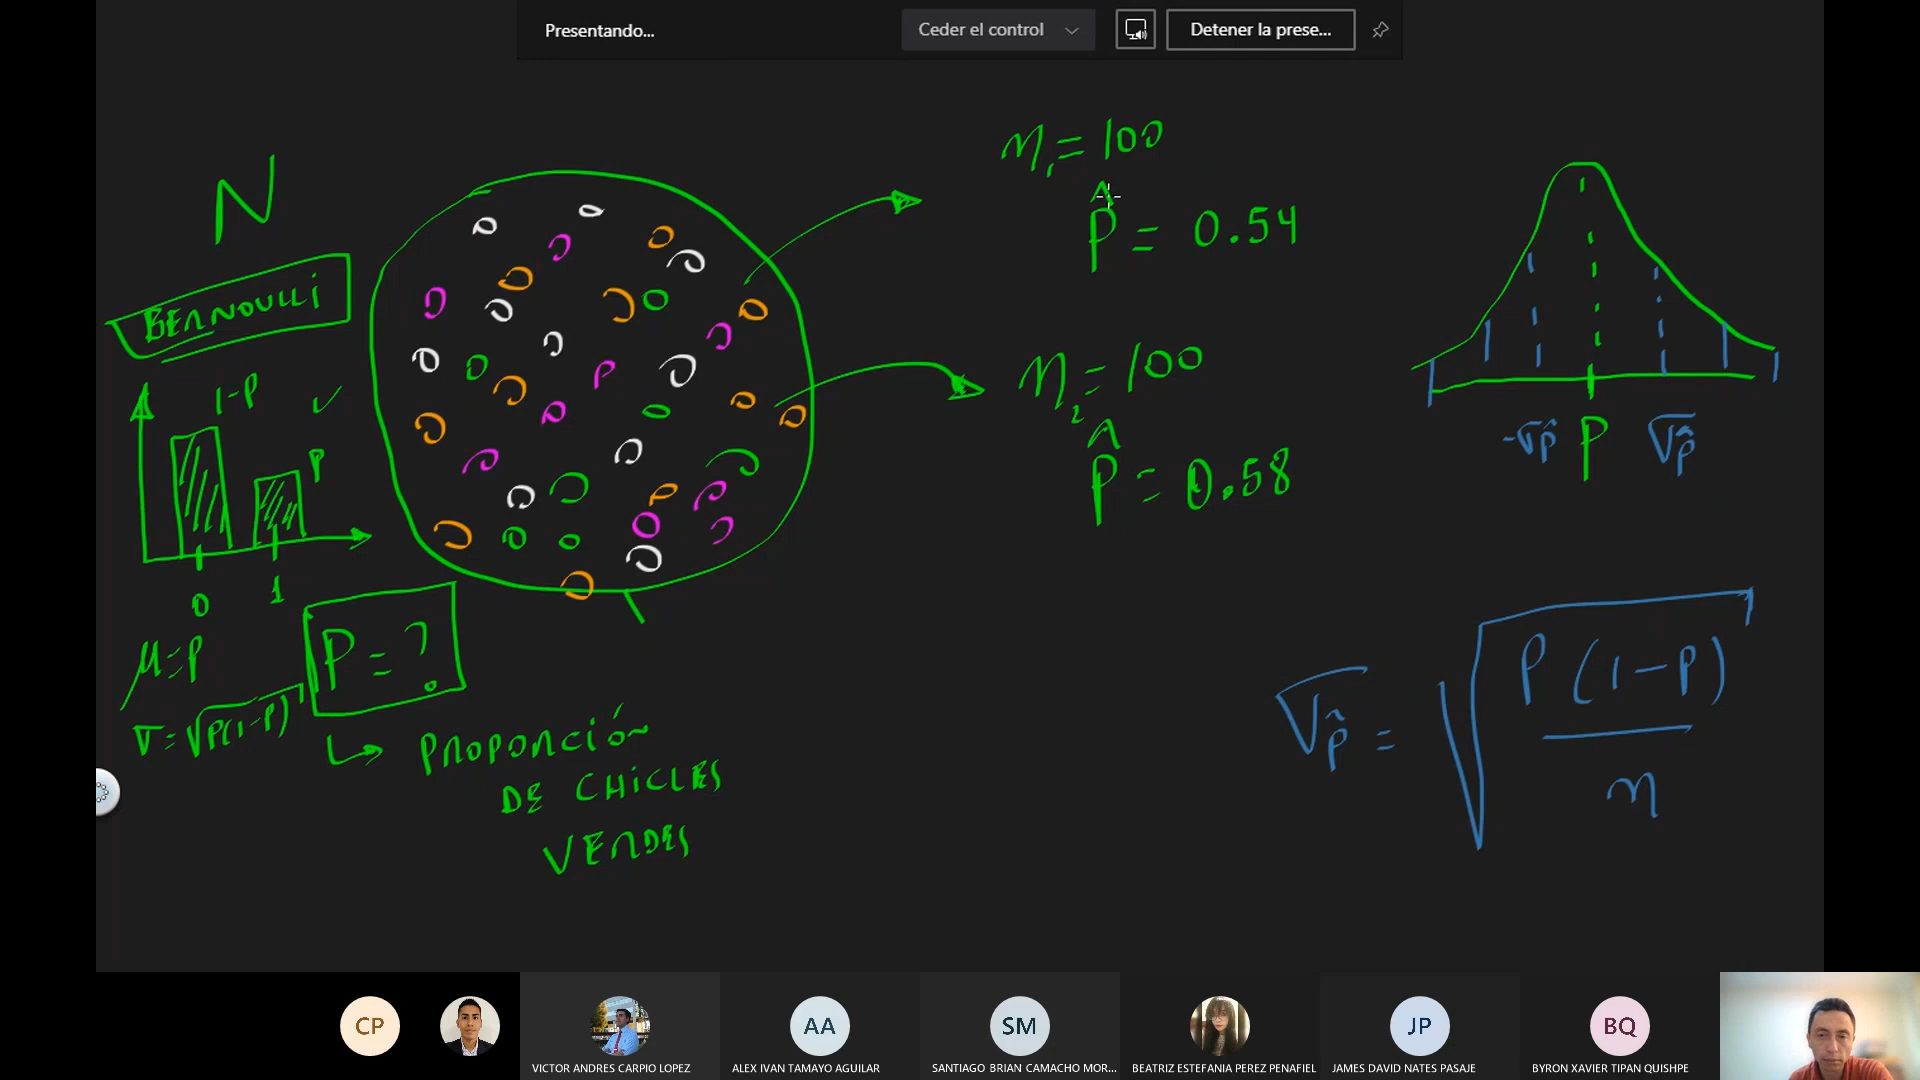 Presentando...
Ceder el control
Detener la prese...
N
BERNOULLI
1-P
P
0
1
μ=p
σ=√P(1-P)
P=?
PROPORCIÓN
DE CHICLES
VERDES
n₁=100
p̂ = 0.54
n₂=100
p̂ = 0.58
-σp̂ P σp̂
σp̂ = √P(1-P)/n
CP
AA
SM
JP
BQ
VICTOR ANDRES CARPIO LOPEZ
ALEX IVAN TAMAYO AGUILAR
SANTIAGO BRIAN CAMACHO MOR...
BEATRIZ ESTEFANIA PEREZ PENAFIEL
JAMES DAVID NATES PASAJE
BYRON XAVIER TIPAN QUISHPE